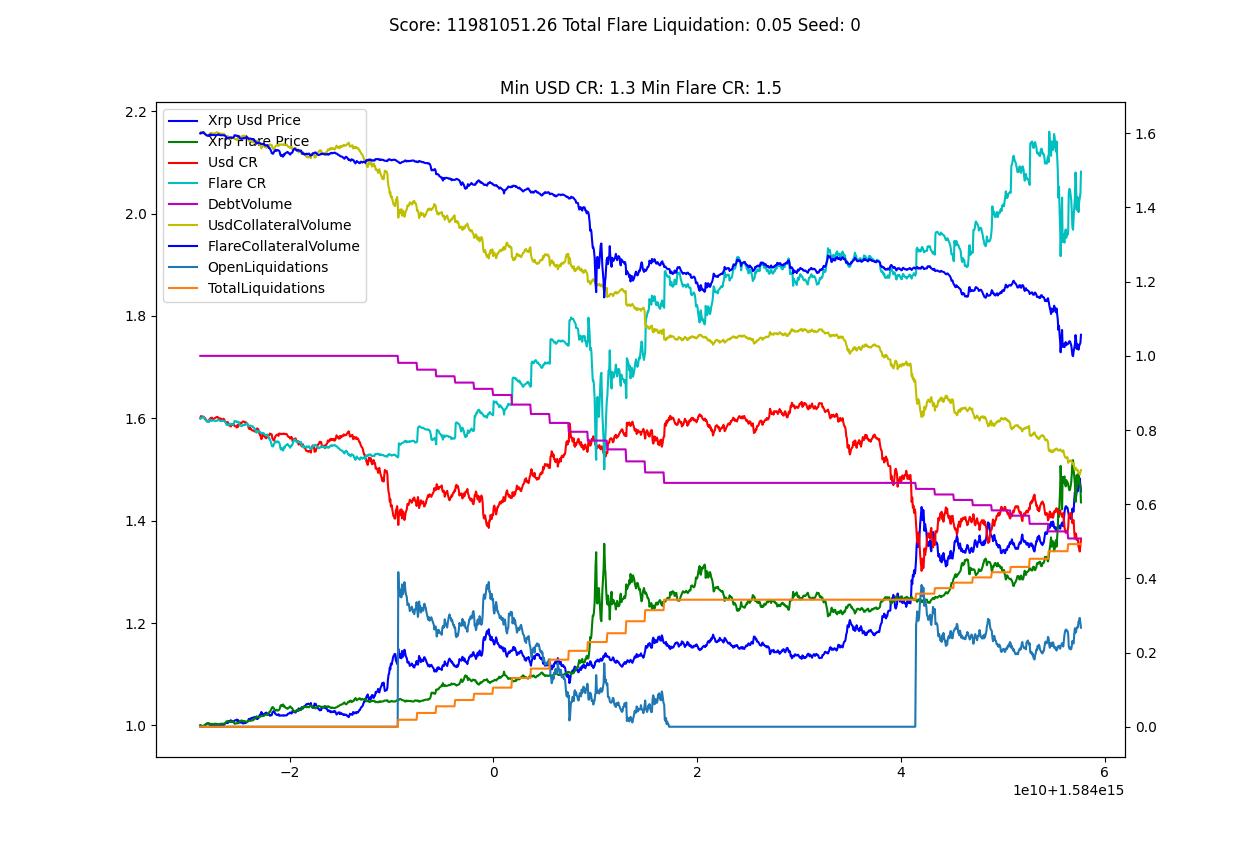 Score: 11981051.26 Total Flare Liquidation: 0.05 Seed: 0
Min USD CR: 1.3 Min Flare CR: 1.5
Xrp Usd Price
Xrp Flare Price
Usd CR
Flare CR
DebtVolume
UsdCollateralVolume
FlareCollateralVolume
OpenLiquidations
TotalLiquidations
2.2
2.0
1.8
1.6
1.4
1.2
1.0
1.6
1.4
1.2
1.0
0.8
0.6
0.4
0.2
0.0
−2 0 2 4 6
1e10+1.584e15